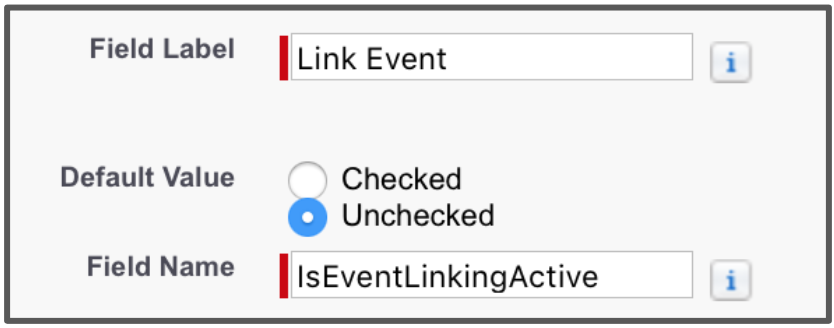 Field Label Link Event i
Default Value Checked
Unchecked
Field Name IsEventLinkingActive i